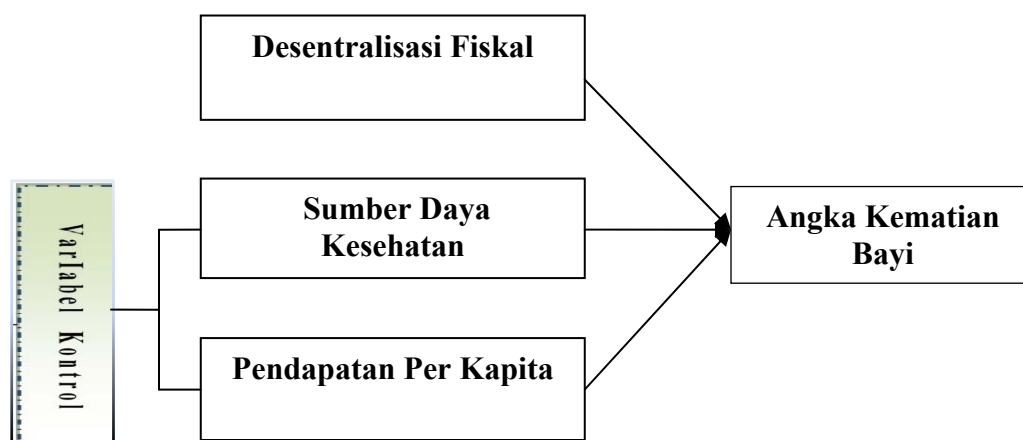 Desentralisasi Fiskal
Sumber Daya
Kesehatan
Angka Kematian
Bayi
VarIabel Kontrol
Pendapatan Per Kapita